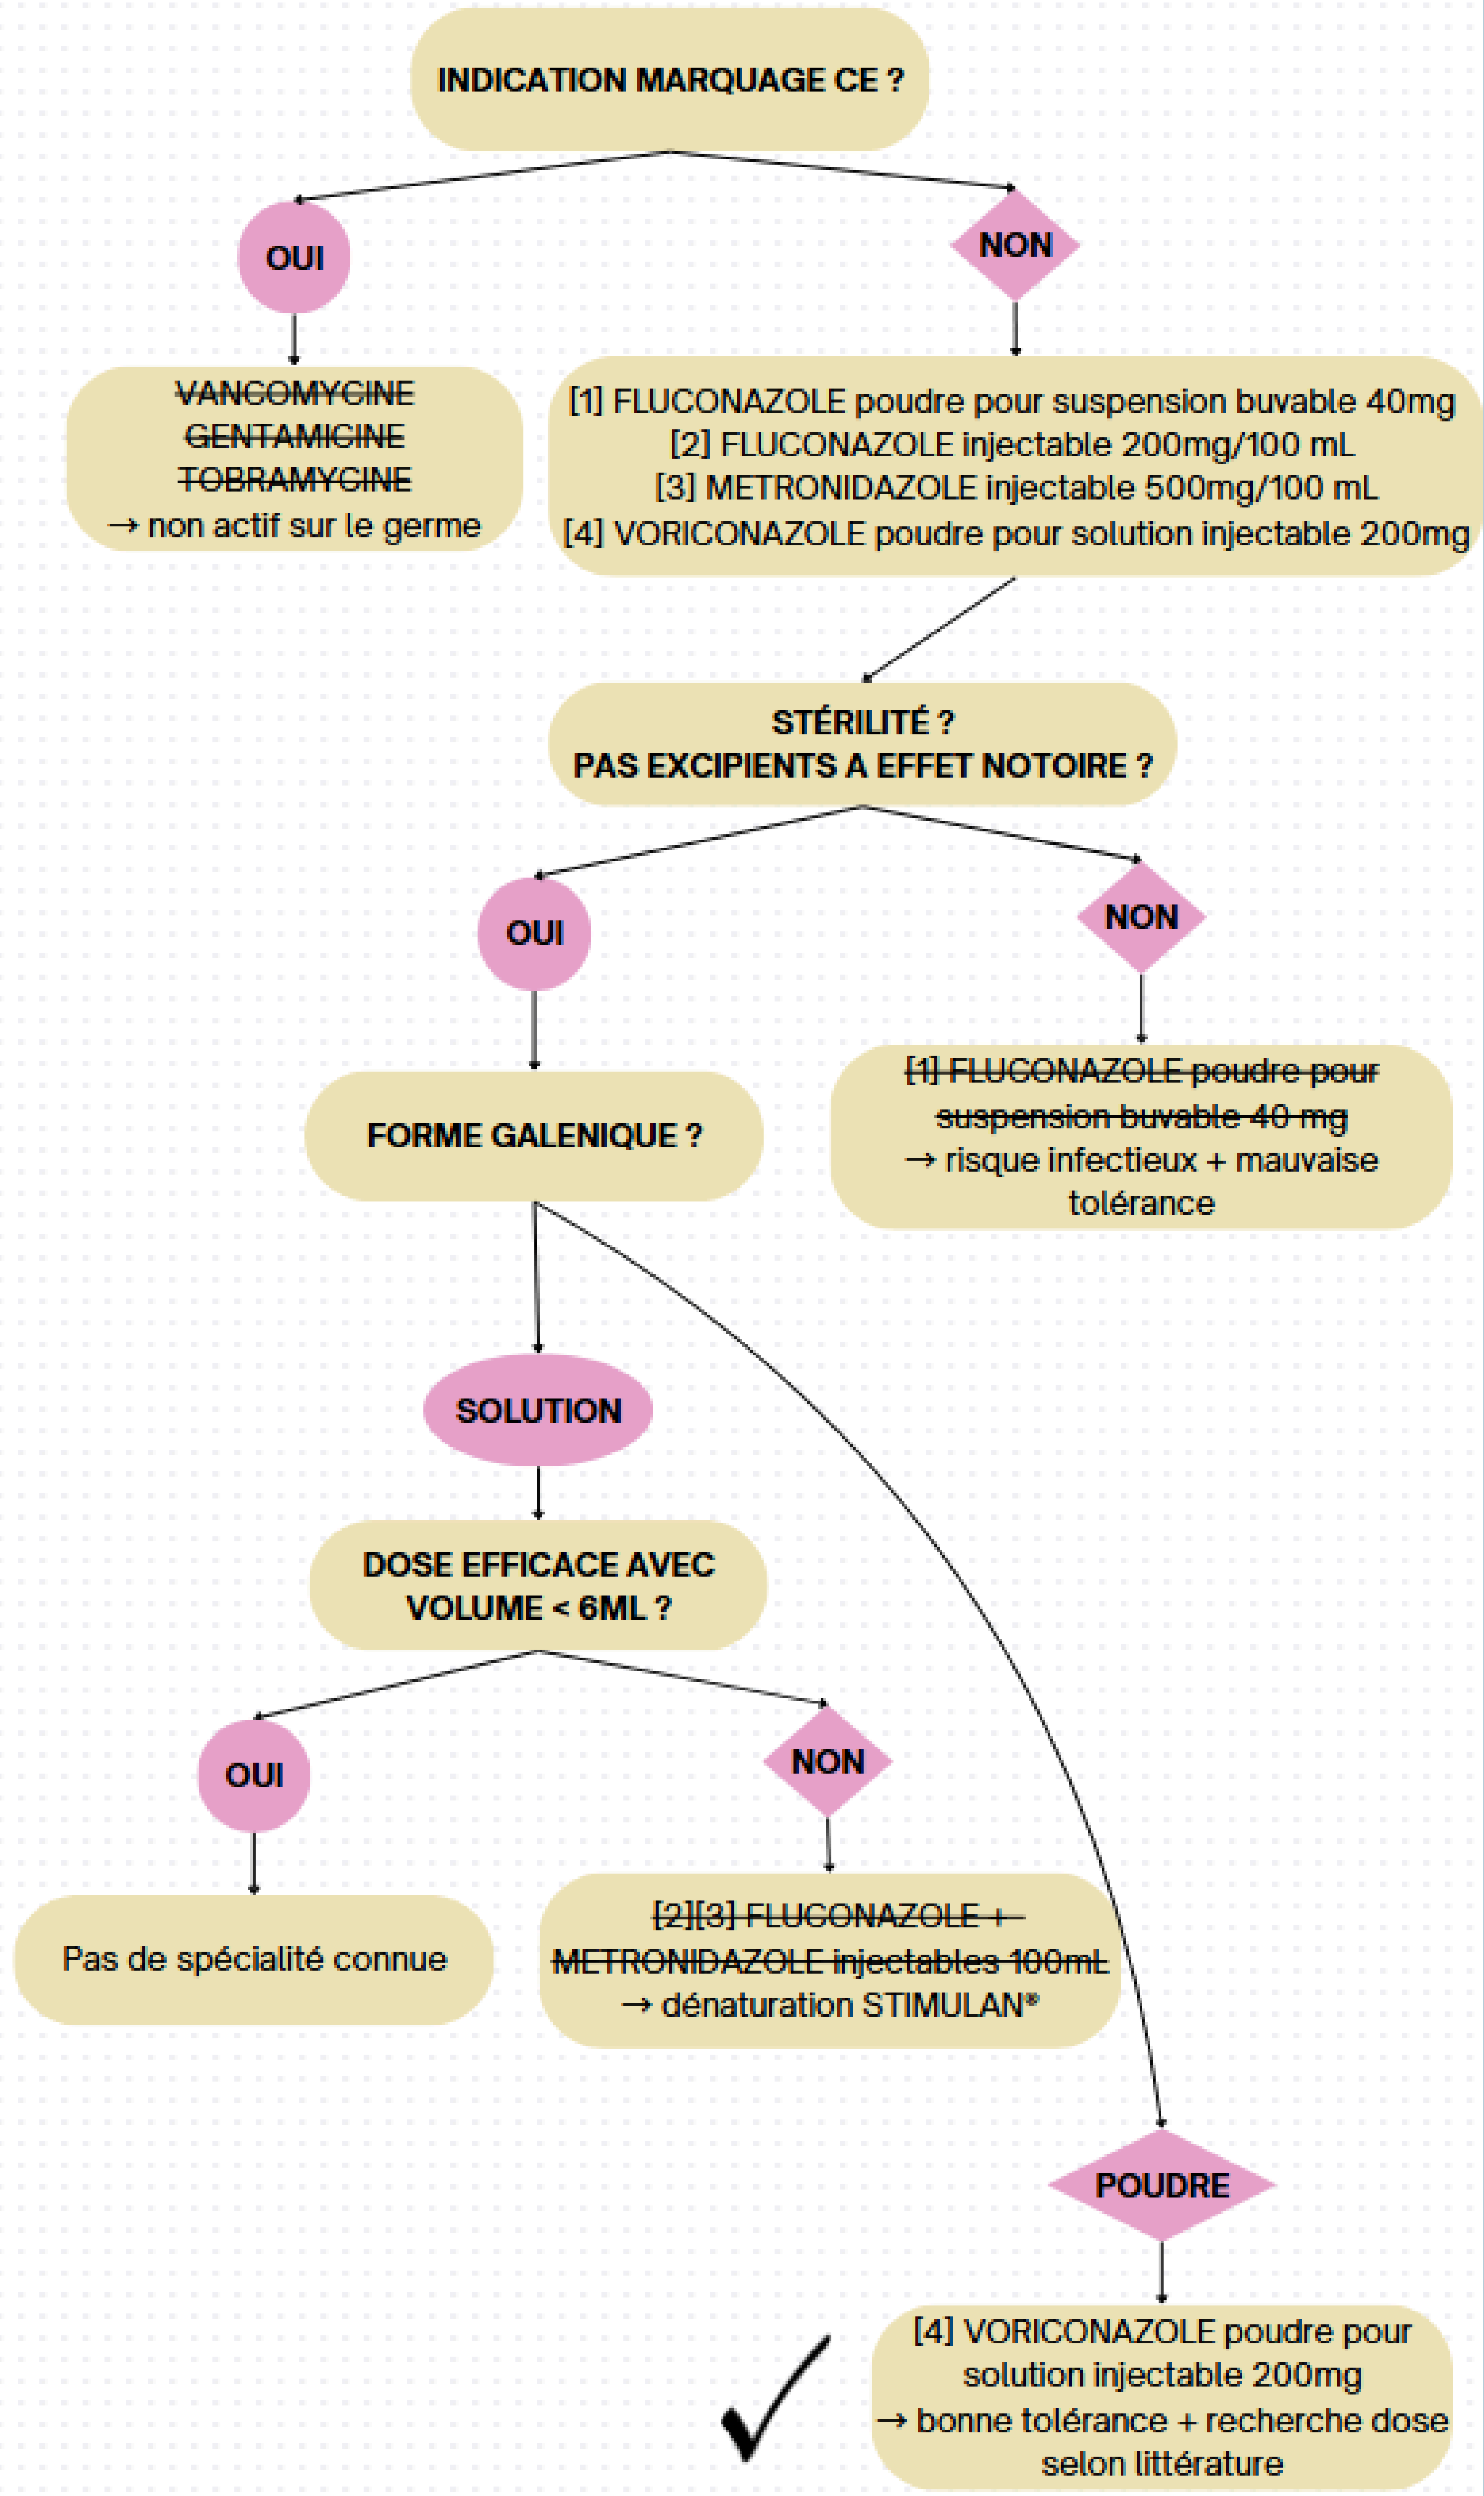 INDICATION MARQUAGE CE ?
OUI
NON
VANCOMYCINE
GENTAMICINE
TOBRAMYCINE
→ non actif sur le germe
[1] FLUCONAZOLE poudre pour suspension buvable 40mg
[2] FLUCONAZOLE injectable 200mg/100 mL
[3] METRONIDAZOLE injectable 500mg/100 mL
[4] VORICONAZOLE poudre pour solution injectable 200mg
STÉRILITÉ ?
PAS EXCIPIENTS A EFFET NOTOIRE ?
OUI
NON
FORME GALENIQUE ?
[1] FLUCONAZOLE poudre pour
suspension buvable 40 mg
→ risque infectieux + mauvaise
tolérance
SOLUTION
DOSE EFFICACE AVEC
VOLUME < 6ML ?
OUI
NON
Pas de spécialité connue
[2][3] FLUCONAZOLE +
METRONIDAZOLE injectables 100mL
→ dénaturation STIMULAN®
POUDRE
[4] VORICONAZOLE poudre pour
solution injectable 200mg
→ bonne tolérance + recherche dose
selon littérature